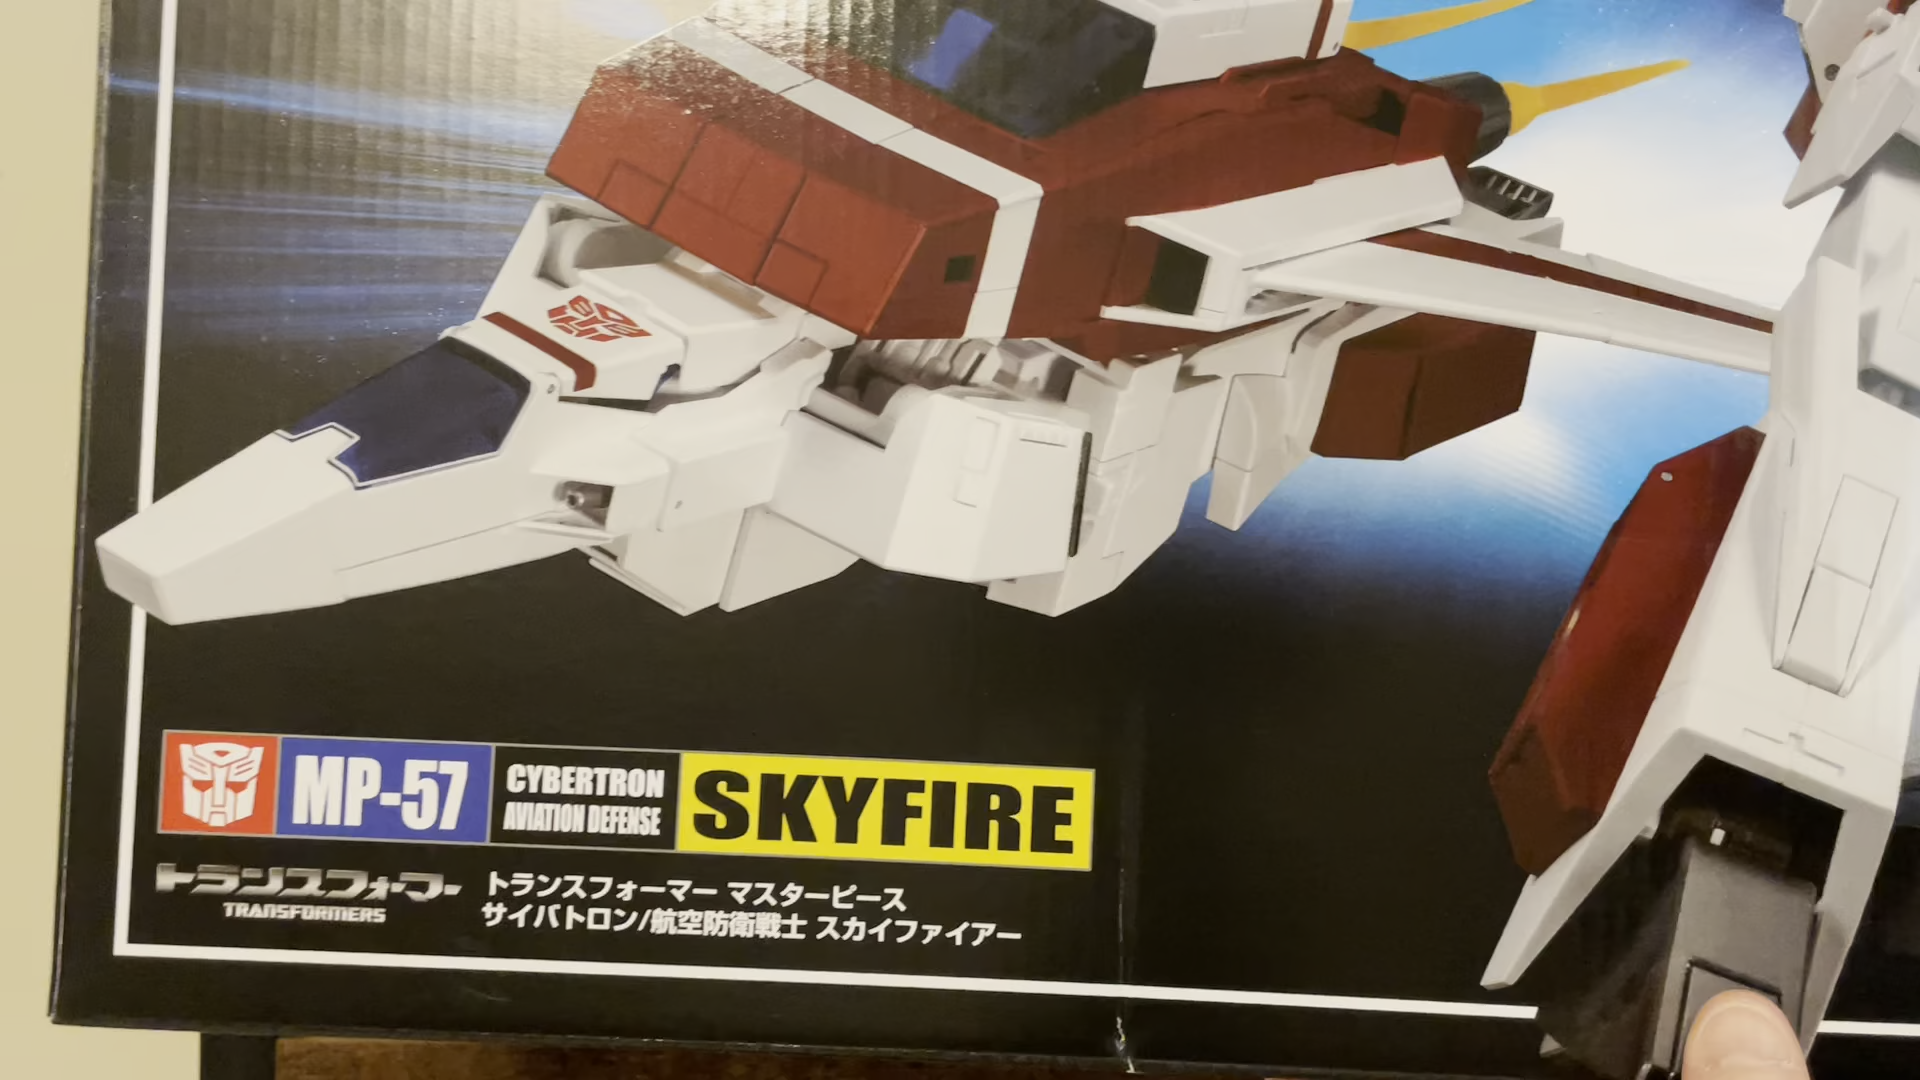 MP-57
CYBERTRON
AVIATION DEFENSE
SKYFIRE
トランスフォーマー
TRANSFORMERS
トランスフォーマー マスターピース
サイバトロン/航空防衛戦士 スカイファイアー